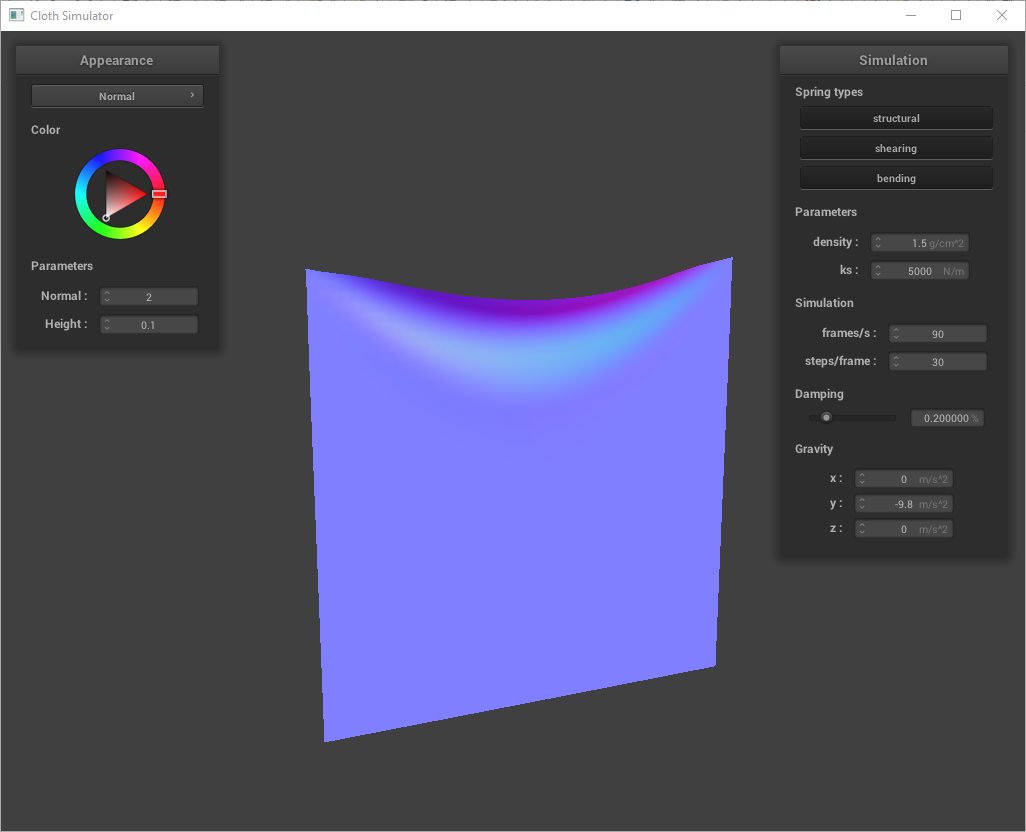 Cloth Simulator
Appearance
Normal
Color
Parameters
Normal : 2
Height : 0.1
Simulation
Spring types
structural
shearing
bending
Parameters
density : 1.5 g/cm^2
ks : 5000 N/m
Simulation
frames/s : 90
steps/frame : 30
Damping
0.200000 %
Gravity
x : 0 m/s^2
y : -9.8 m/s^2
z : 0 m/s^2